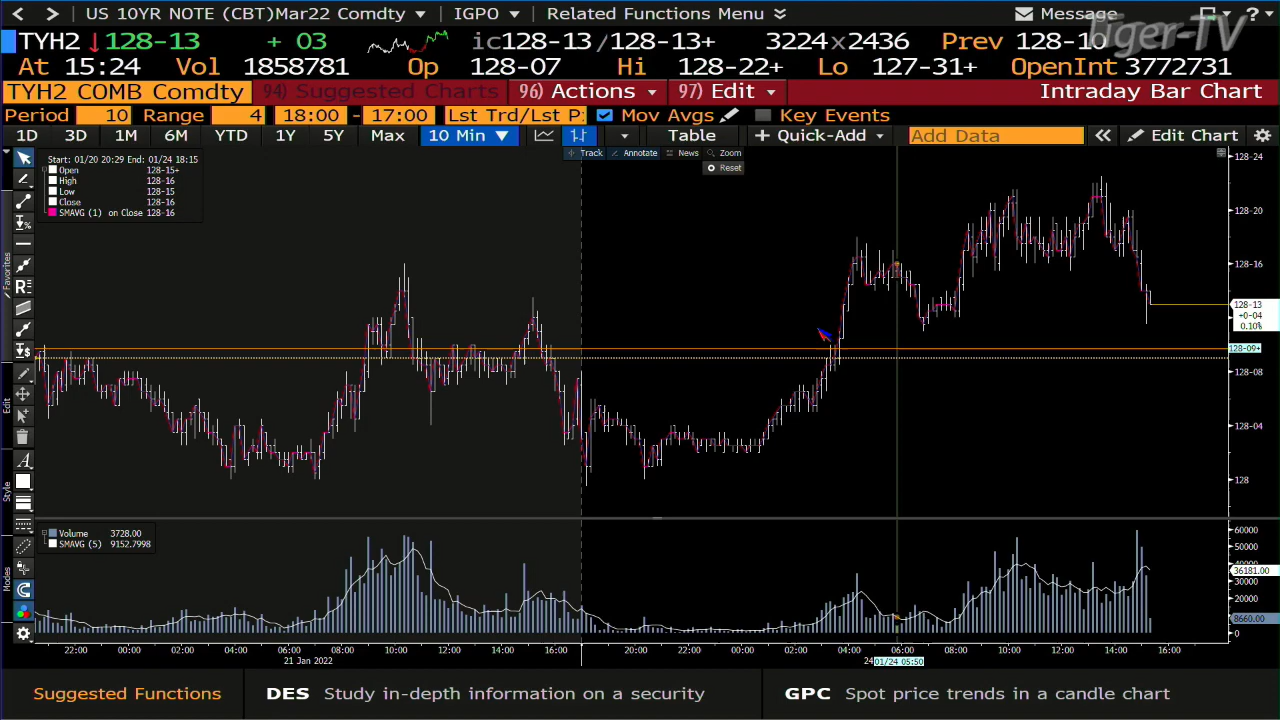 < > US 10YR NOTE (CBT)Mar22 Comdty IGPO Related Functions Menu Message ?
TYH2 128-13 + 03 ic128-13 /128-13+ 3224x2436 Prev 128-10
At 15:24 Vol 1858781 Op 128-07 Hi 128-22+ Lo 127-31+ OpenInt 3772731
TYH2 COMB Comdty 94) Suggested Charts 96) Actions 97) Edit Intraday Bar Chart
Period 10 Range 4 18:00 - 17:00 Lst Trd/Lst P Mov Avgs Key Events
1D 3D 1M 6M YTD 1Y 5Y Max 10 Min Table + Quick-Add Add Data Edit Chart
Track Annotate News Zoom
Reset
Start: 01/20 20:29 End: 01/24 18:15
Open 128-15+
High 128-16
Low 128-15
Close 128-16
SMAVG (1) on Close 128-16
128-24
128-20
128-16
128-13
+0-04
0.10%
128-09+
128-08
128-04
128
Favorites
Edit
Style
Modes
Volume 3728.00
SMAVG (5) 9152.7998
60000
50000
36181.00
30000
20000
8660.00
0
22:00 00:00 02:00 04:00 06:00 08:00 10:00 12:00 14:00 16:00 20:00 22:00 00:00 02:00 04:00 06:00 08:00 10:00 12:00 14:00 16:00
21 Jan 2022 24 01/24 05:50
Suggested Functions DES Study in-depth information on a security GPC Spot price trends in a candle chart